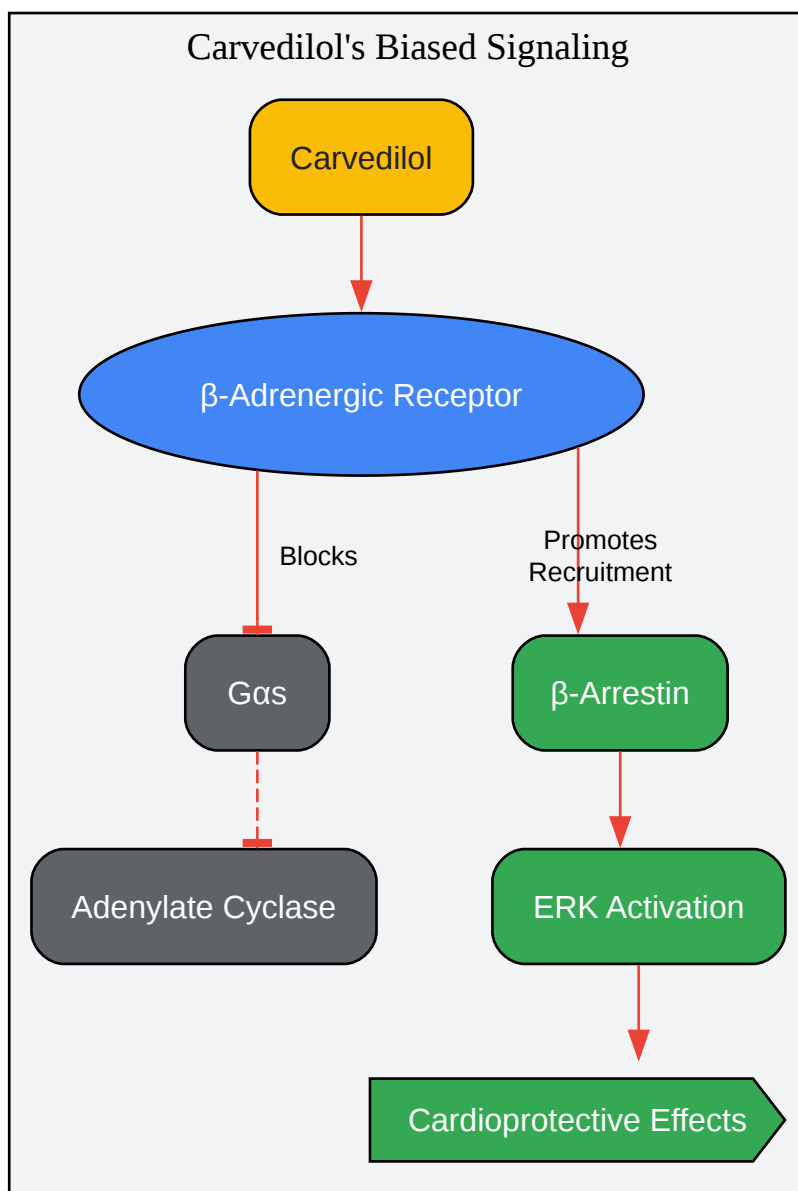 Carvedilol's Biased Signaling
Carvedilol
β-Adrenergic Receptor
Blocks
Promotes
Recruitment
Gαs
β-Arrestin
Adenylate Cyclase
ERK Activation
Cardioprotective Effects